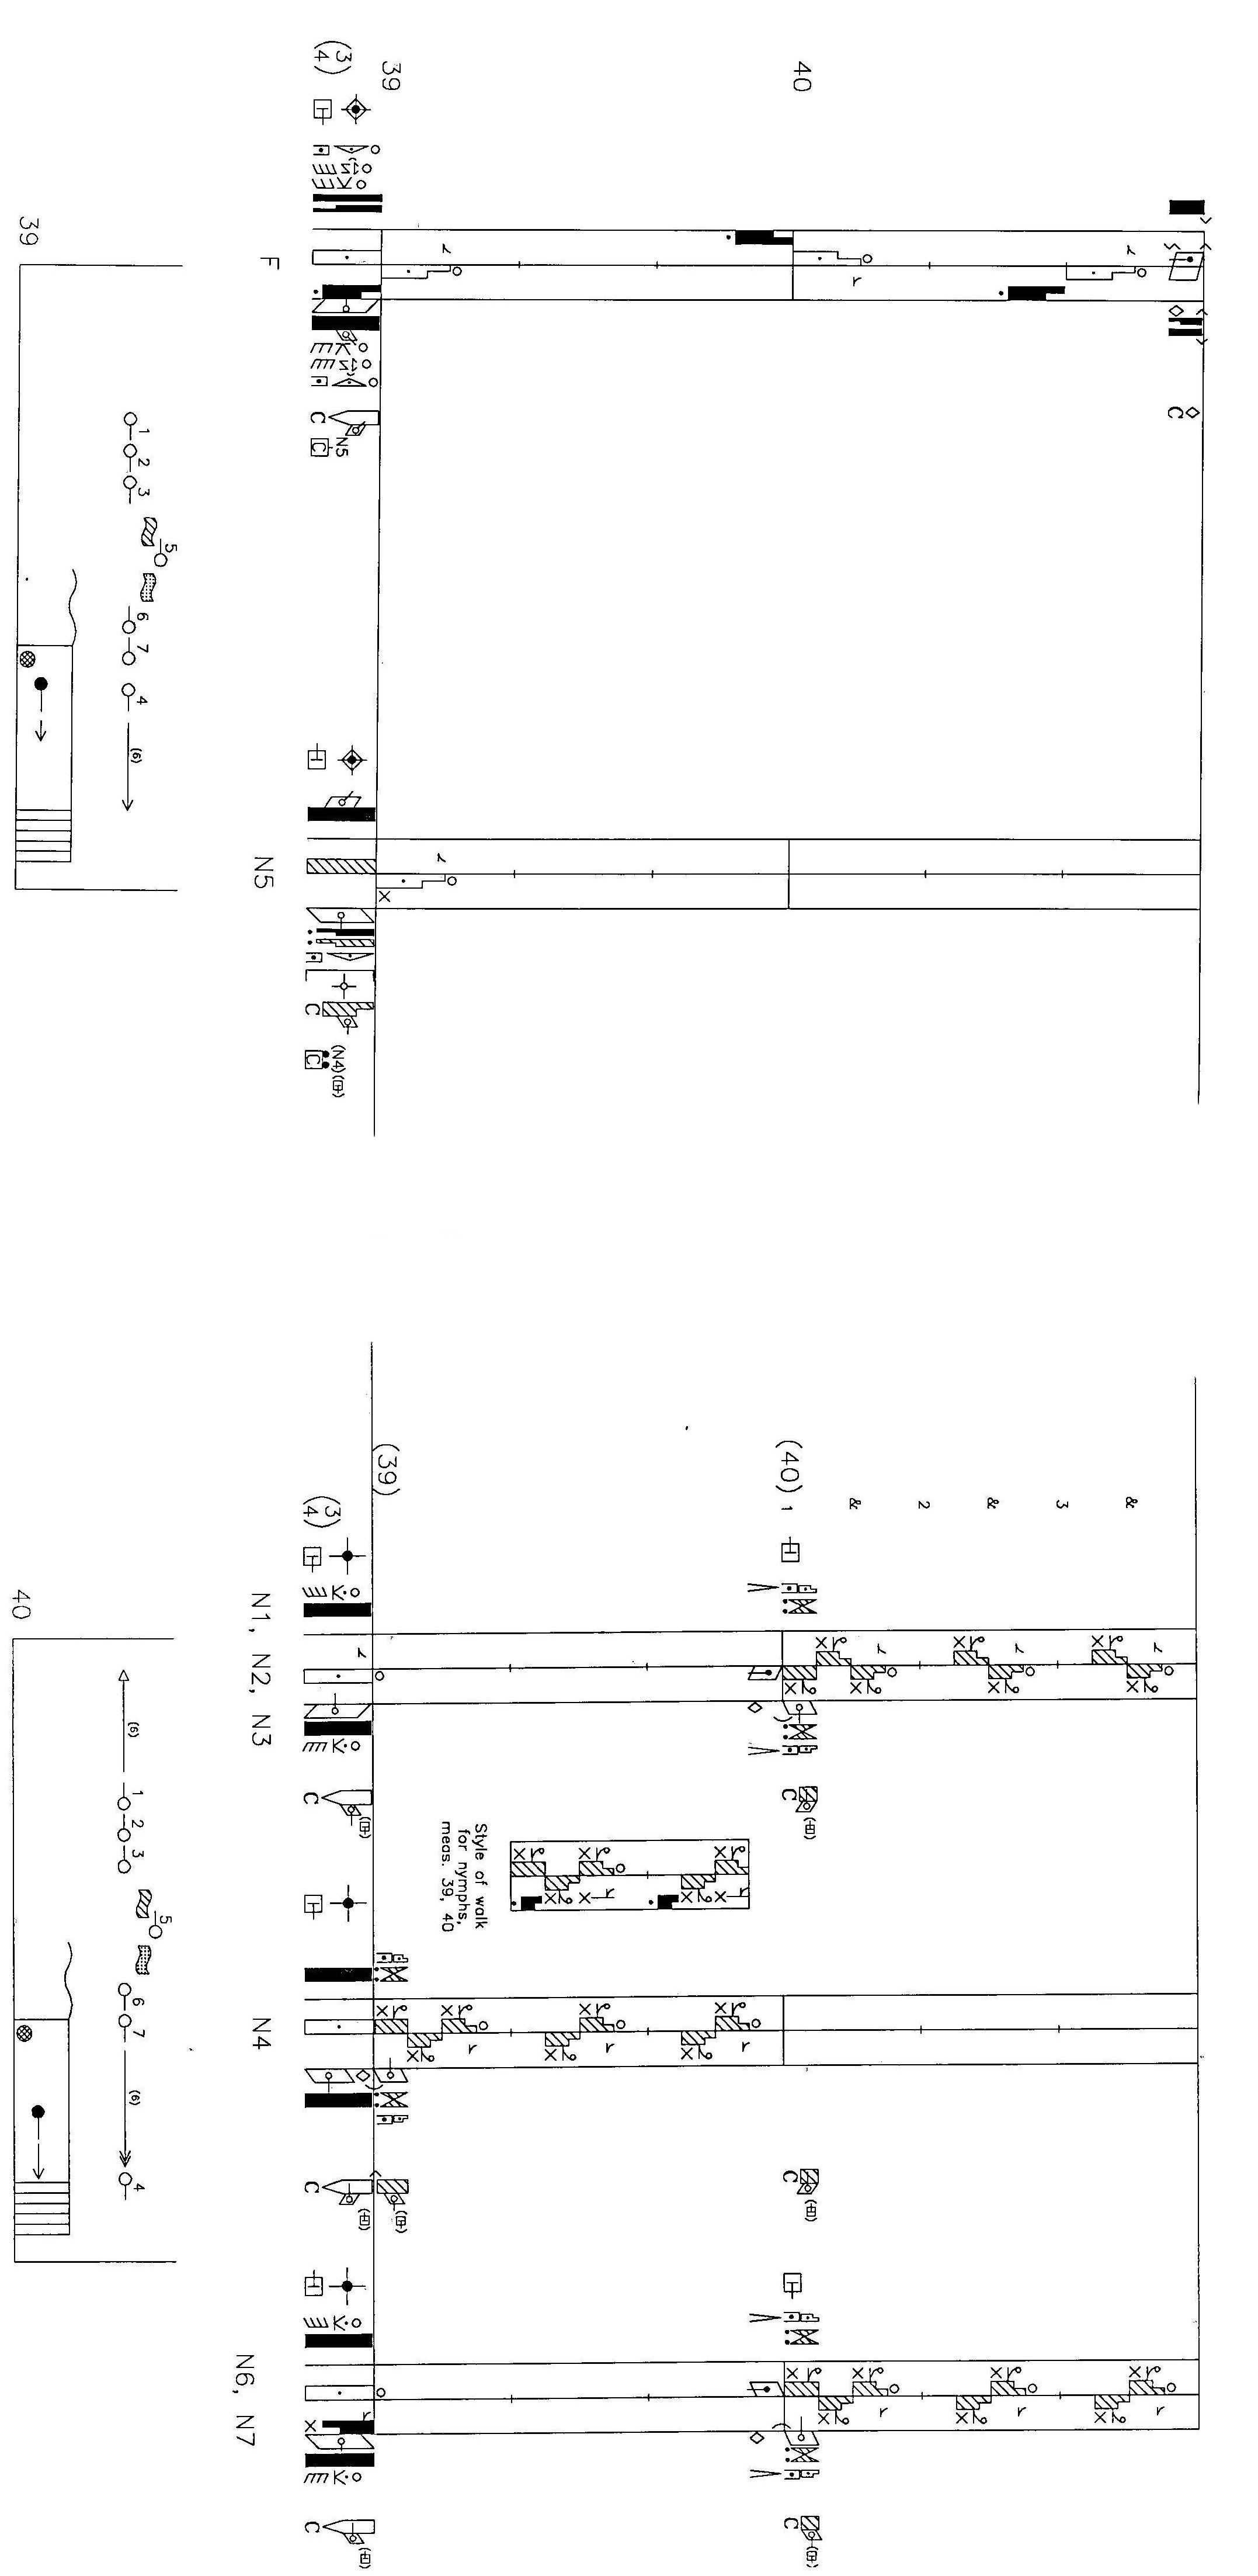 39
40
(3/4)
F
N5
C
C
N5
C
C
(N4)
C
39
1
2
3
5
6
7
4
(6)
(39)
(40) 1
&
2
&
3
&
(3/4)
N1, N2, N3
N4
N6, N7
Style of walk
for nymphs,
meas. 39, 40
C
C
C
C
C
C
40
(6)
1
2
3
5
6
7
(6)
4